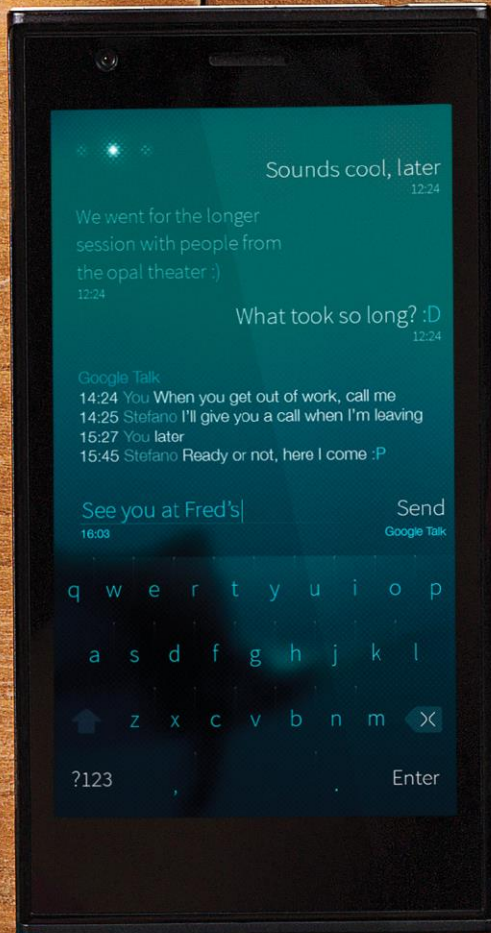 Sounds cool, later
12:24
We went for the longer
session with people from
the opal theater :)
12:24
What took so long? :D
12:24
Google Talk
14:24 You When you get out of work, call me
14:25 Stefano I'll give you a call when I'm leaving
15:27 You later
15:45 Stefano Ready or not, here I come :P
See you at Fred's
Send
16:03
Google Talk
q w e r t y u i o p
a s d f g h j k l
z x c v b n m
?123 , . Enter